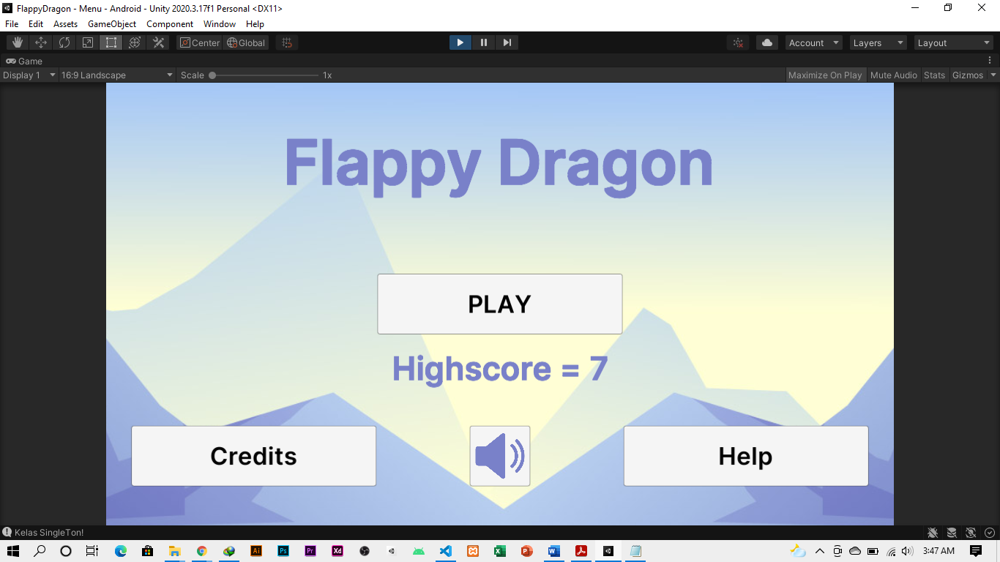 FlappyDragon - Menu - Android - Unity 2020.3.17f1 Personal <DX11>
File Edit Assets GameObject Component Window Help
Center Global Account Layers Layout
Game
Display 1 16:9 Landscape Scale 1x Maximize On Play Mute Audio Stats Gizmos
Flappy Dragon
PLAY
Highscore = 7
Credits Help
Kelas SingleTon!
Ai Ps Pr Xd 3:47 AM